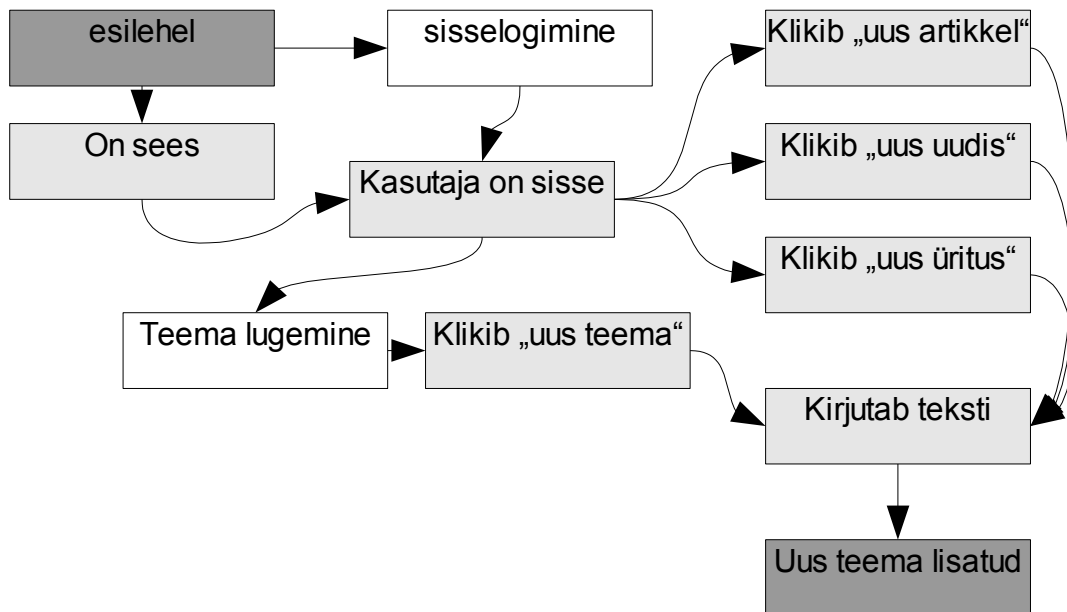 esilehel
sisselogimine
Klikib „uus artikkel“
On sees
Klikib „uus uudis“
Kasutaja on sisse
Klikib „uus üritus“
Teema lugemine
Klikib „uus teema“
Kirjutab teksti
Uus teema lisatud